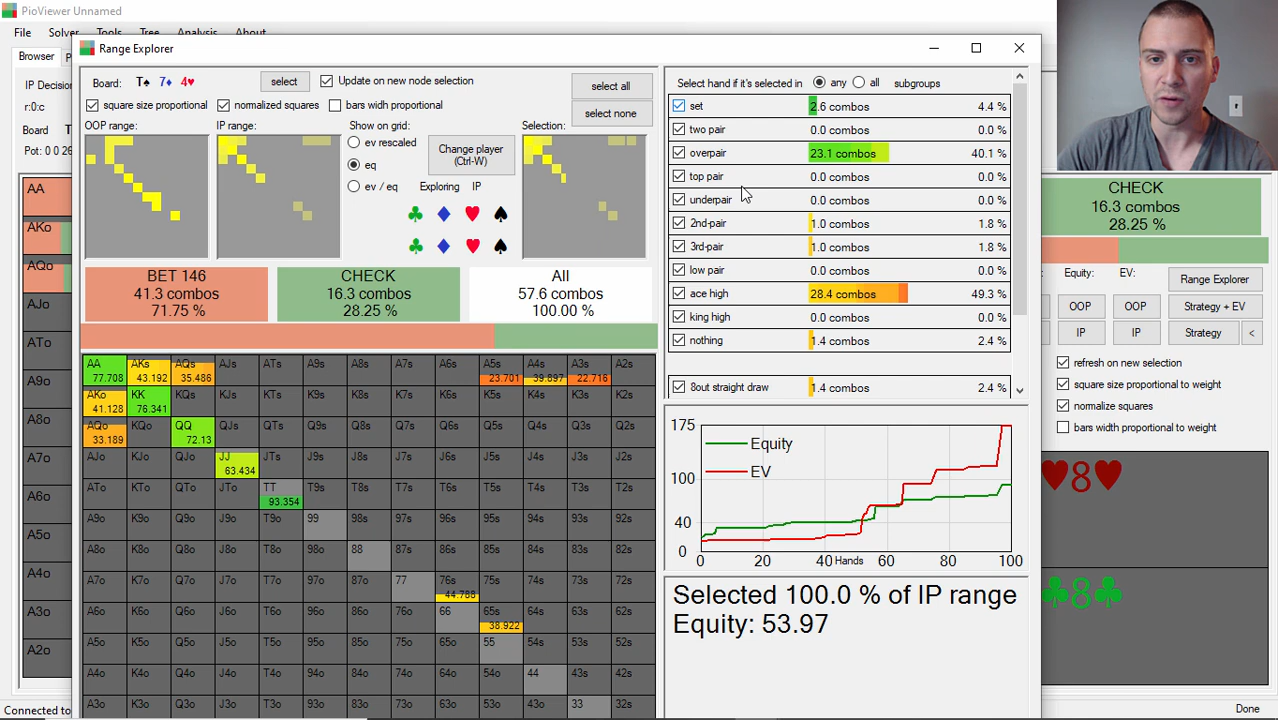 PioViewer Unnamed
File Solver Tools Tree Analysis About
Browser
Range Explorer
IP Decision
r:0:c
Board T♠
Pot: 0 0 26
Board: T♠ 7♦ 4♥ select Update on new node selection
select all
square size proportional normalized squares bars widh proportional
select none
OOP range: IP range: Show on grid: Selection:
ev rescaled
eq
ev / eq
Change player
(Ctrl-W)
Exploring IP
♣ ♦ ♥ ♠
♣ ♦ ♥ ♠
BET 146
41.3 combos
71.75 %
CHECK
16.3 combos
28.25 %
All
57.6 combos
100.00 %
Select hand if it's selected in any all subgroups
set 2.6 combos 4.4 %
two pair 0.0 combos 0.0 %
overpair 23.1 combos 40.1 %
top pair 0.0 combos 0.0 %
underpair 0.0 combos 0.0 %
2nd-pair 1.0 combos 1.8 %
3rd-pair 1.0 combos 1.8 %
low pair 0.0 combos 0.0 %
ace high 28.4 combos 49.3 %
king high 0.0 combos 0.0 %
nothing 1.4 combos 2.4 %
8out straight draw 1.4 combos 2.4 %
AA AKs AQs AJs ATs A9s A8s A7s A6s A5s A4s A3s A2s
77.708 43.192 35.486 23.701 39.897 22.716
AKo KK KQs KJs KTs K9s K8s K7s K6s K5s K4s K3s K2s
41.128 76.341
AQo KQo QQ QJs QTs Q9s Q8s Q7s Q6s Q5s Q4s Q3s Q2s
33.189 72.13
AJo KJo QJo JJ JTs J9s J8s J7s J6s J5s J4s J3s J2s
63.434
ATo KTo QTo JTo TT T9s T8s T7s T6s T5s T4s T3s T2s
93.354
A9o K9o Q9o J9o T9o 99 98s 97s 96s 95s 94s 93s 92s
A8o K8o Q8o J8o T8o 98o 88 87s 86s 85s 84s 83s 82s
A7o K7o Q7o J7o T7o 97o 87o 77 76s 75s 74s 73s 72s
44.788
A6o K6o Q6o J6o T6o 96o 86o 76o 66 65s 64s 63s 62s
38.922
A5o K5o Q5o J5o T5o 95o 85o 75o 65o 55 54s 53s 52s
A4o K4o Q4o J4o T4o 94o 84o 74o 64o 54o 44 43s 42s
A3o K3o Q3o J3o T3o 93o 83o 73o 63o 53o 43o 33 32s
175
100
40
0
Equity
EV
0 20 40 Hands 60 80 100
Selected 100.0 % of IP range
Equity: 53.97
AA
AKo
AQo
AJo
ATo
A9o
A8o
A7o
A6o
A5o
A4o
A3o
A2o
CHECK
16.3 combos
28.25 %
Equity: EV: Range Explorer
OOP OOP Strategy + EV
IP IP Strategy <
refresh on new selection
square size proportional to weight
normalize squares
bars width proportional to weight
♥8♥
♣8♣
Connected to
Done